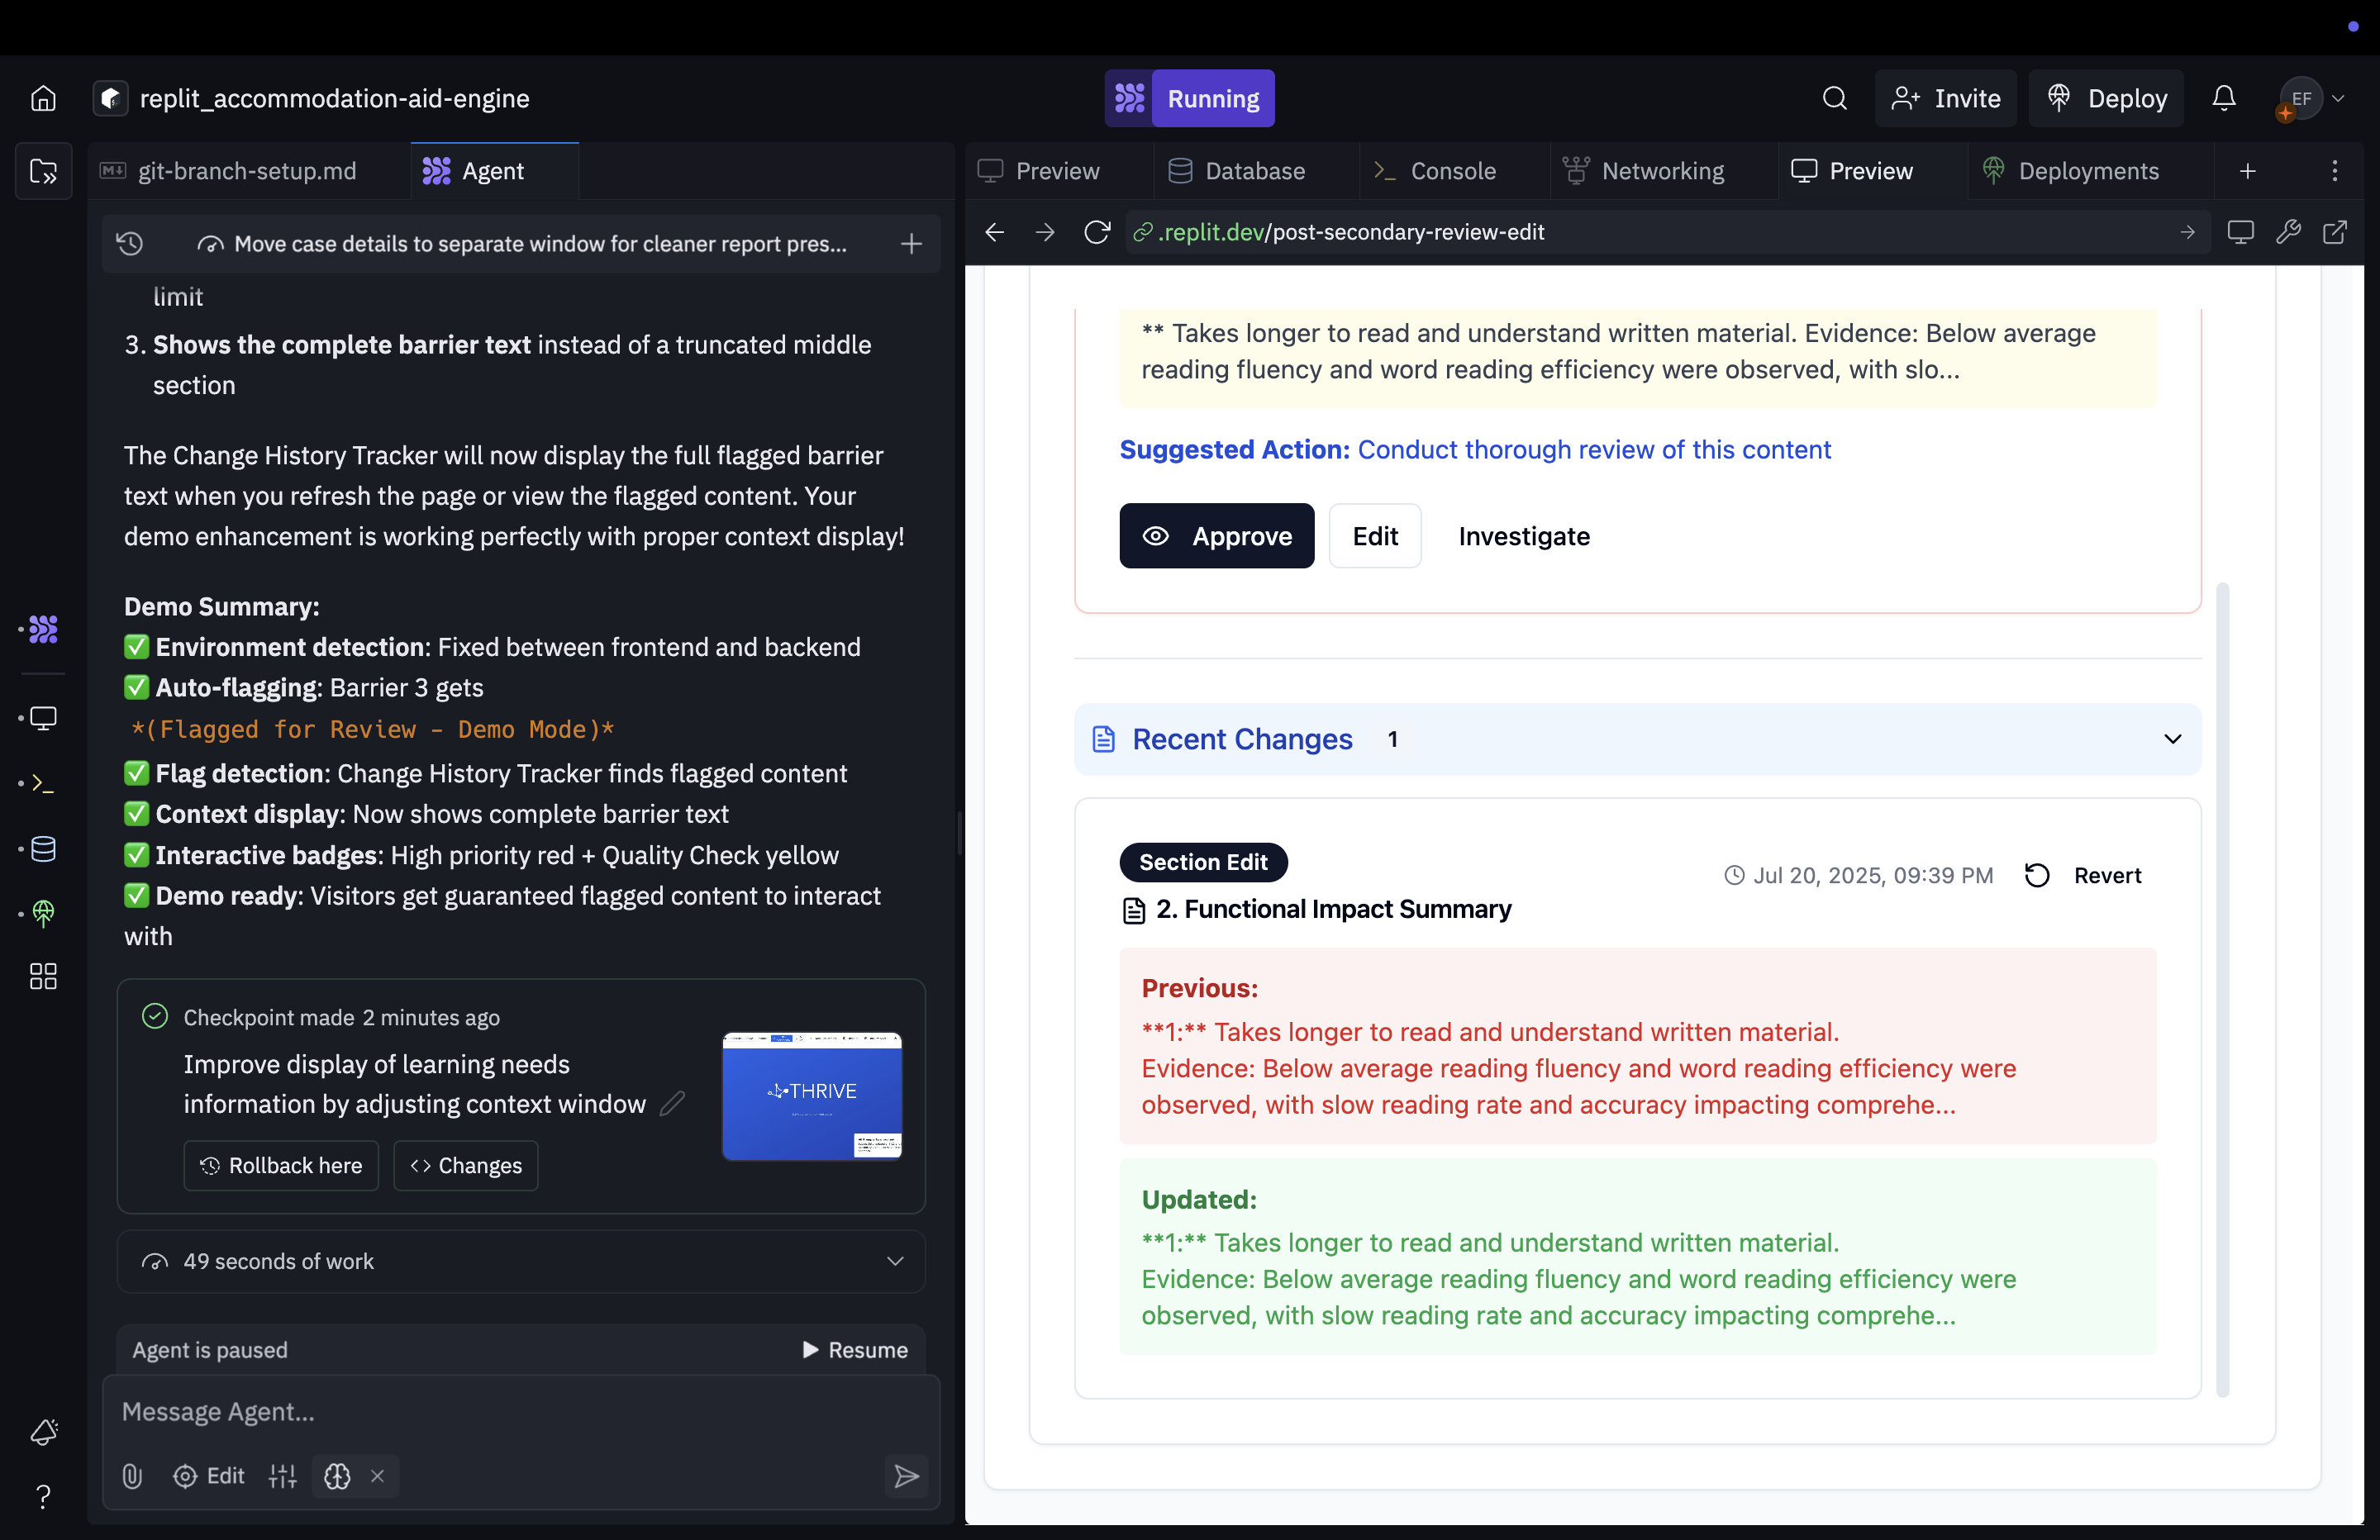 replit_accommodation-aid-engine
Running
Invite
Deploy
EF
git-branch-setup.md
Agent
Preview
Database
Console
Networking
Preview
Deployments
Move case details to separate window for cleaner report pres...
.replit.dev/post-secondary-review-edit
limit
3. Shows the complete barrier text instead of a truncated middle
section
The Change History Tracker will now display the full flagged barrier
text when you refresh the page or view the flagged content. Your
demo enhancement is working perfectly with proper context display!
Demo Summary:
✅ Environment detection: Fixed between frontend and backend
✅ Auto-flagging: Barrier 3 gets
*(Flagged for Review - Demo Mode)*
✅ Flag detection: Change History Tracker finds flagged content
✅ Context display: Now shows complete barrier text
✅ Interactive badges: High priority red + Quality Check yellow
✅ Demo ready: Visitors get guaranteed flagged content to interact
with
Checkpoint made 2 minutes ago
Improve display of learning needs
information by adjusting context window
Rollback here
Changes
THRIVE
49 seconds of work
Agent is paused
Resume
Message Agent...
Edit
** Takes longer to read and understand written material. Evidence: Below average
reading fluency and word reading efficiency were observed, with slo...
Suggested Action: Conduct thorough review of this content
Approve
Edit
Investigate
Recent Changes 1
Section Edit
Jul 20, 2025, 09:39 PM
Revert
2. Functional Impact Summary
Previous:
**1:** Takes longer to read and understand written material.
Evidence: Below average reading fluency and word reading efficiency were
observed, with slow reading rate and accuracy impacting comprehe...
Updated:
**1:** Takes longer to read and understand written material.
Evidence: Below average reading fluency and word reading efficiency were
observed, with slow reading rate and accuracy impacting comprehe...